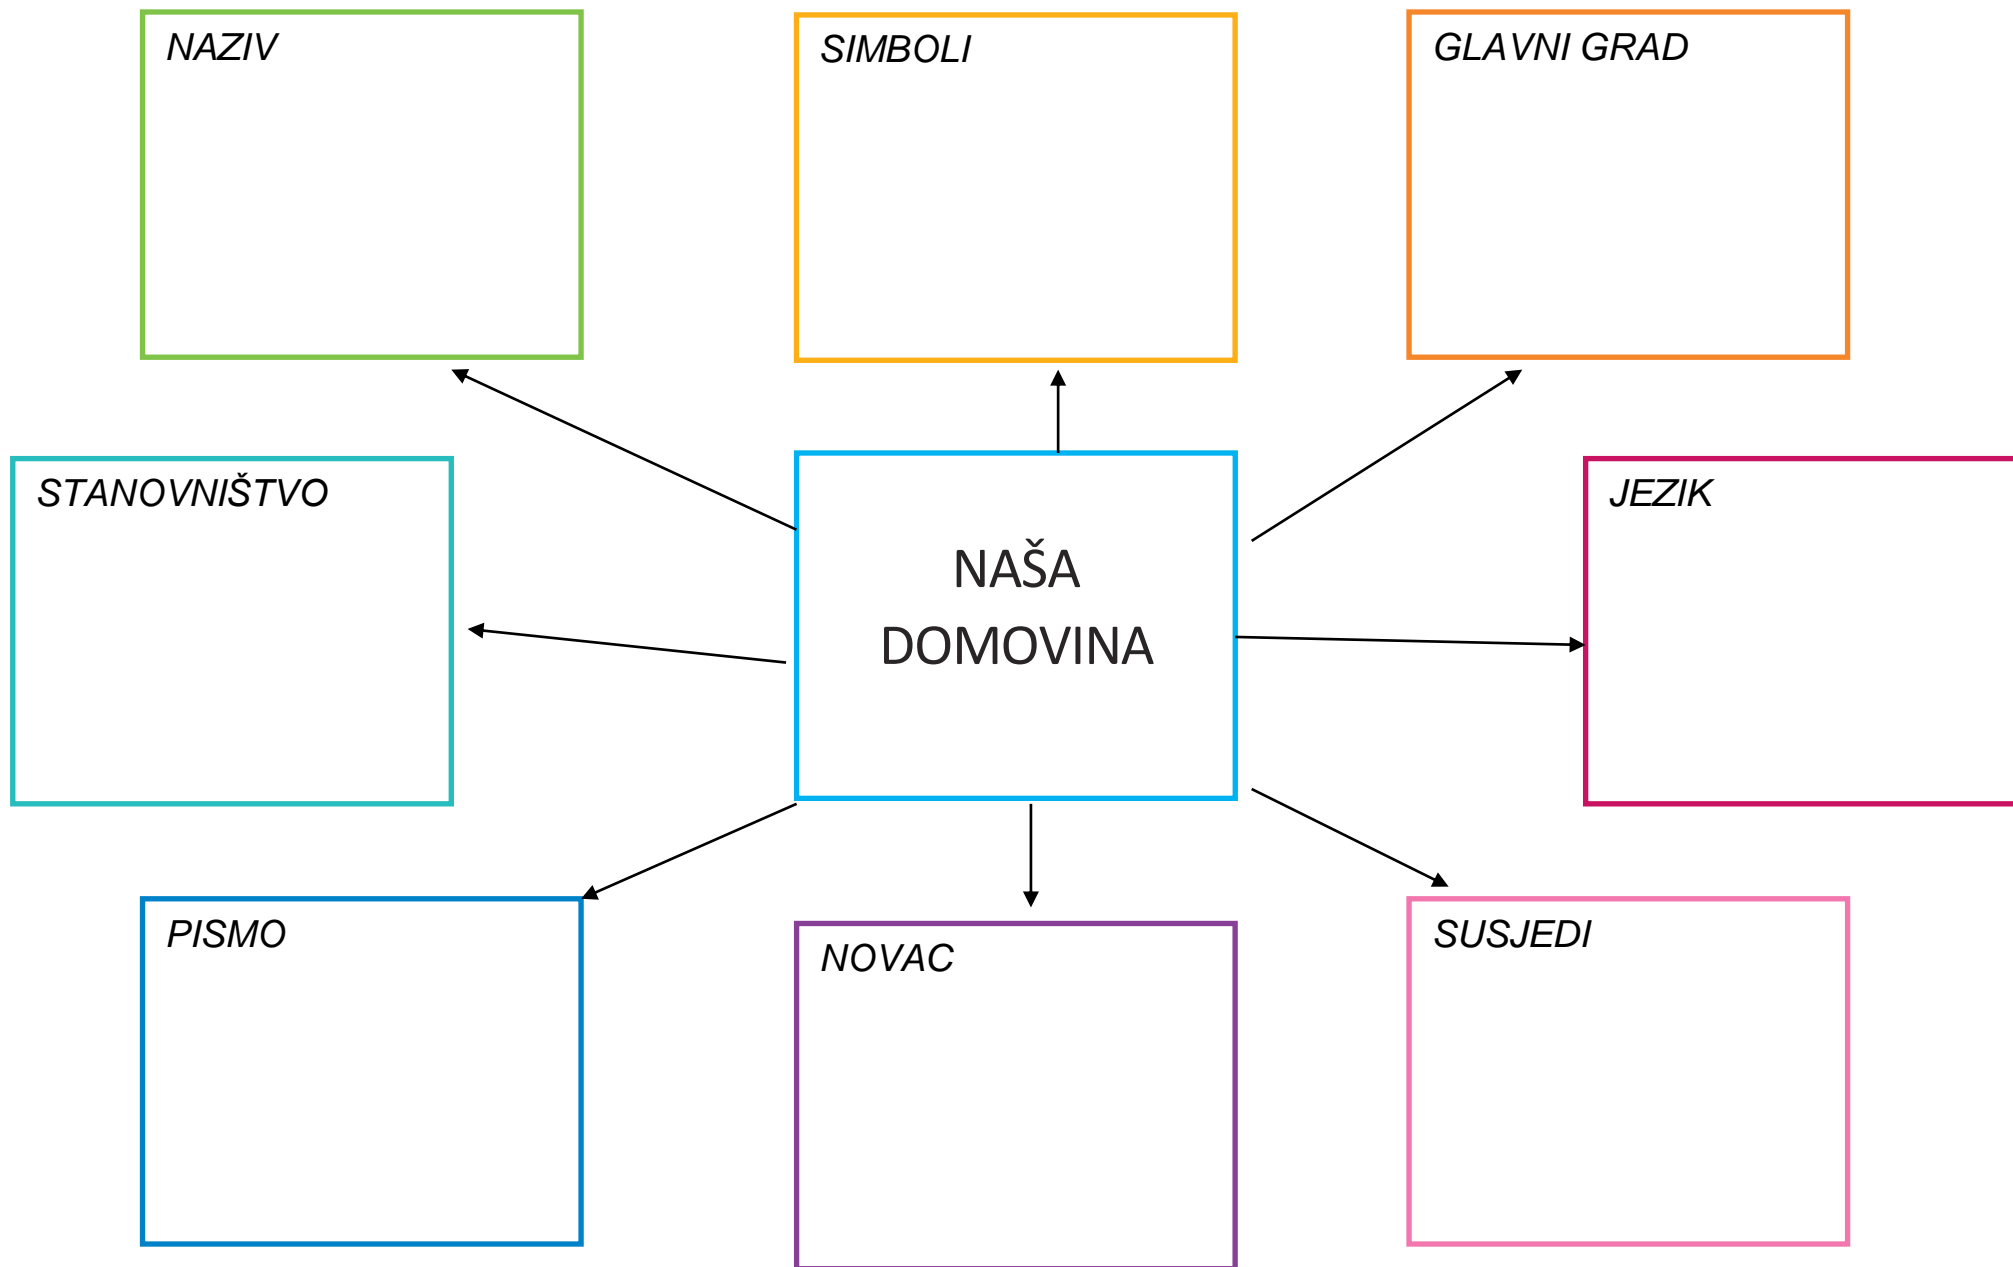 NAZIV
SIMBOLI
GLAVNI GRAD
STANOVNIŠTVO
NAŠA
DOMOVINA
JEZIK
PISMO
NOVAC
SUSJEDI